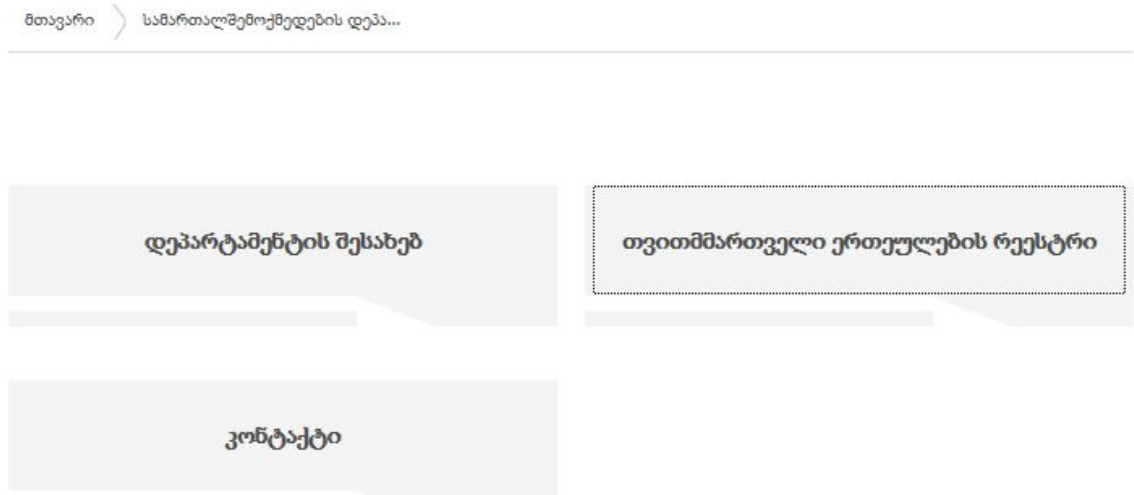 მთავარი
სამართალშემოქმედების დეპა...
დეპარტამენტის შესახებ
თვითმმართველი ერთეულების რეესტრი
კონტაქტი